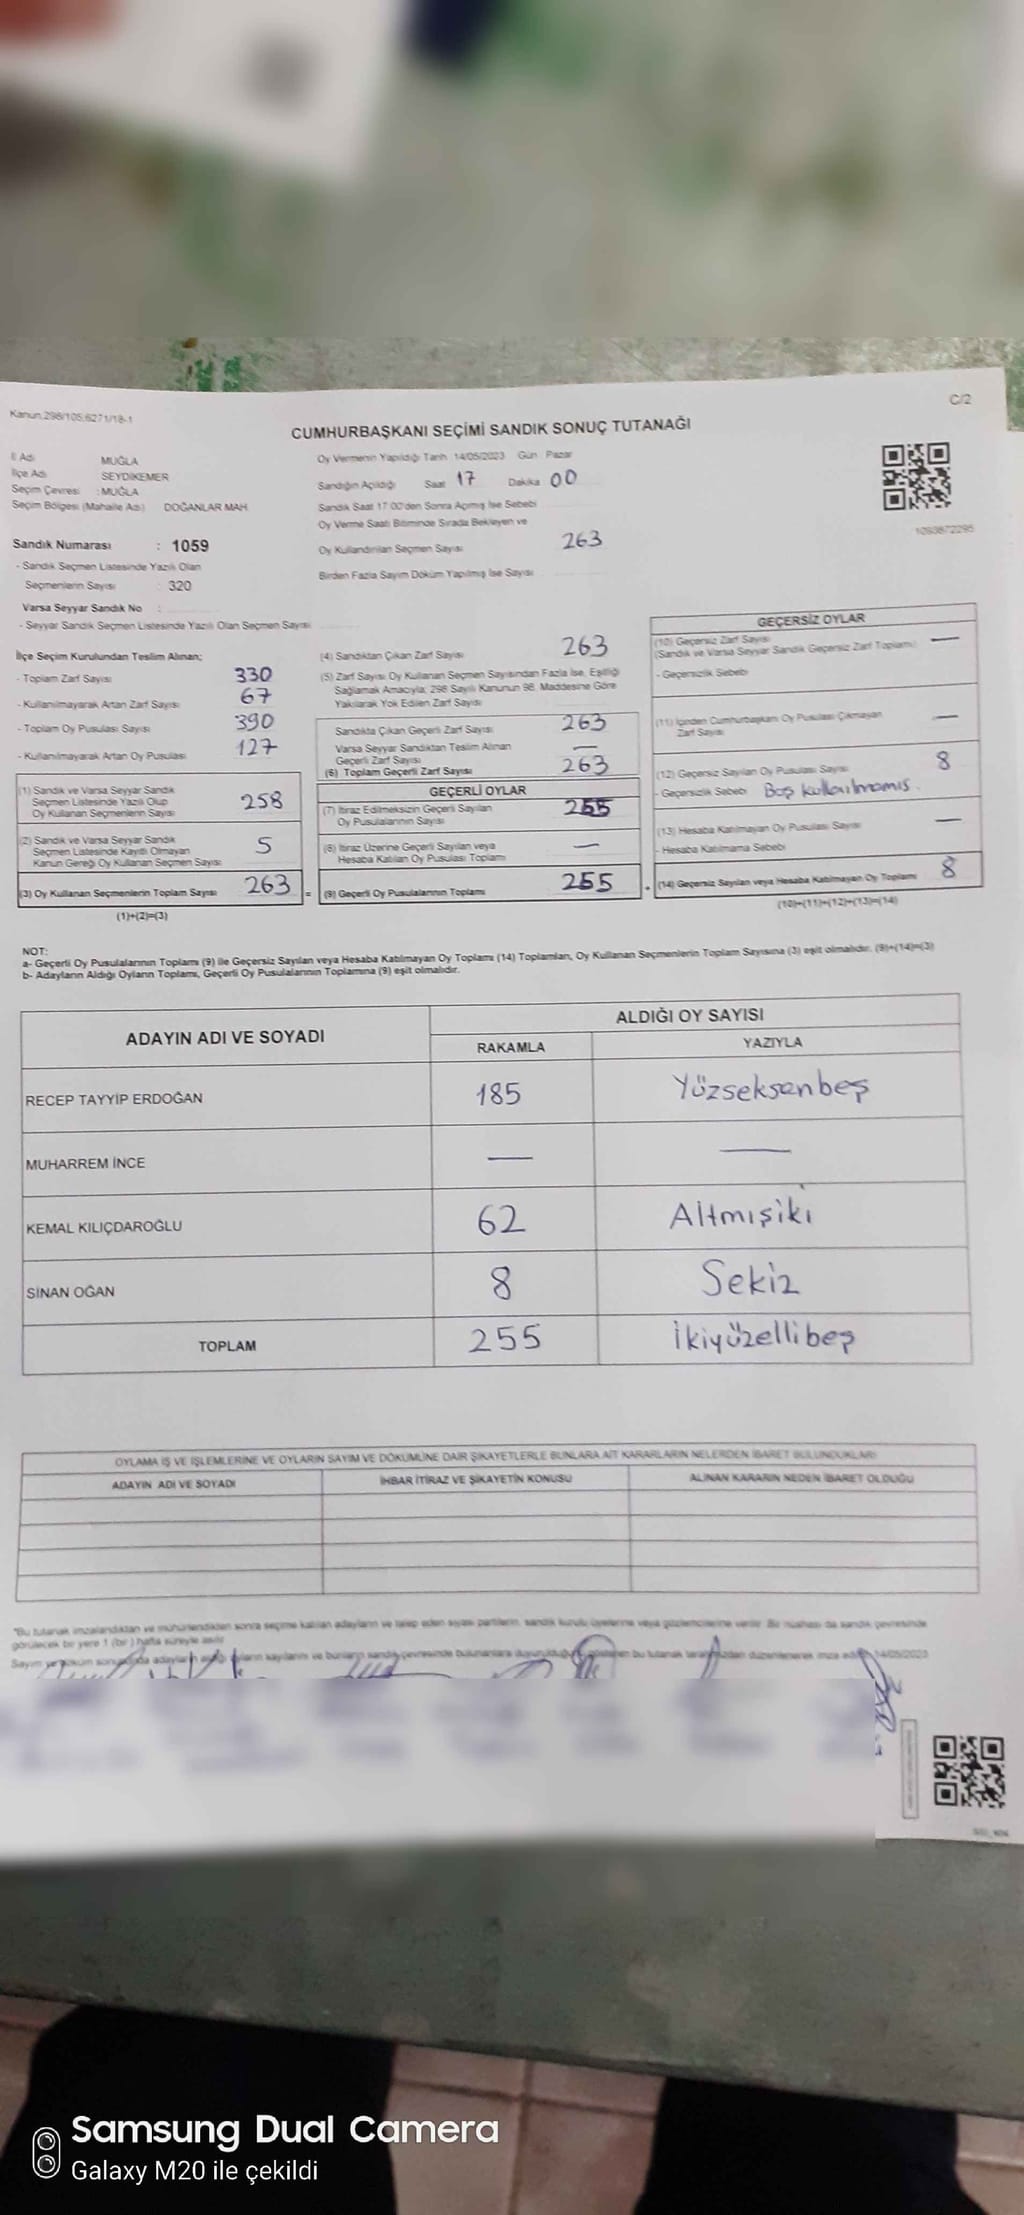 Kanun.298/105;6271/18-1
C/2
CUMHURBAŞKANI SEÇİMİ SANDIK SONUÇ TUTANAĞI
İl Adı MUĞLA
İlçe Adı SEYDİKEMER
Seçim Çevresi : MUĞLA
Seçim Bölgesi (Mahalle Adı) DOĞANLAR MAH.
Sandık Numarası : 1059
- Sandık Seçmen Listesinde Yazılı Olan
Seçmenlerin Sayısı : 320
Varsa Seyyar Sandık No :
- Seyyar Sandık Seçmen Listesinde Yazılı Olan Seçmen Sayısı
Oy Vermenin Yapıldığı Tarih 14/05/2023 Gün : Pazar
Sandığın Açıldığı Saat 17 Dakika 00
Sandık Saat 17:00'den Sonra Açılmış İse Sebebi
Oy Verme Saati Bitiminde Sırada Bekleyen ve
Oy Kullandırılan Seçmen Sayısı 263
Birden Fazla Sayım Döküm Yapılmış İse Sayısı
1093872295
İlçe Seçim Kurulundan Teslim Alınan;
- Toplam Zarf Sayısı 330
- Kullanılmayarak Artan Zarf Sayısı 67
- Toplam Oy Pusulası Sayısı 390
- Kullanılmayarak Artan Oy Pusulası 127
(1) Sandık ve Varsa Seyyar Sandık
Seçmen Listesinde Yazılı Olup
Oy Kullanan Seçmenlerin Sayısı 258
(2) Sandık ve Varsa Seyyar Sandık
Seçmen Listesinde Kayıtlı Olmayan
Kanun Gereği Oy Kullanan Seçmen Sayısı 5
(3) Oy Kullanan Seçmenlerin Toplam Sayısı 263 =
(1)+(2)=(3)
(4) Sandıktan Çıkan Zarf Sayısı 263
(5) Zarf Sayısı Oy Kullanan Seçmen Sayısından Fazla İse, Eşitliği
Sağlamak Amacıyla, 298 Sayılı Kanunun 98. Maddesine Göre
Yakılarak Yok Edilen Zarf Sayısı
Sandıkta Çıkan Geçerli Zarf Sayısı 263
Varsa Seyyar Sandıktan Teslim Alınan
Geçerli Zarf Sayısı —
(6) Toplam Geçerli Zarf Sayısı 263
GEÇERLİ OYLAR
(7) İtiraz Edilmeksizin Geçerli Sayılan
Oy Pusulalarının Sayısı 255
(8) İtiraz Üzerine Geçerli Sayılan veya
Hesaba Katılan Oy Pusulası Toplamı —
(9) Geçerli Oy Pusulalarının Toplamı 255 +
GEÇERSİZ OYLAR
(10) Geçersiz Zarf Sayısı
(Sandık ve Varsa Seyyar Sandık Geçersiz Zarf Toplamı) —
- Geçersizlik Sebebi
(11) İçinden Cumhurbaşkanı Oy Pusulası Çıkmayan
Zarf Sayısı —
(12) Geçersiz Sayılan Oy Pusulası Sayısı 8
- Geçersizlik Sebebi Boş kullanılmamış.
(13) Hesaba Katılmayan Oy Pusulası Sayısı —
- Hesaba Katılmama Sebebi
(14) Geçersiz Sayılan veya Hesaba Katılmayan Oy Toplamı 8
(10)+(11)+(12)+(13)=(14)
NOT:
a- Geçerli Oy Pusulalarının Toplamı (9) ile Geçersiz Sayılan veya Hesaba Katılmayan Oy Toplamı (14) Toplamları, Oy Kullanan Seçmenlerin Toplam Sayısına (3) eşit olmalıdır. (9)+(14)=(3)
b- Adayların Aldığı Oyların Toplamı, Geçerli Oy Pusulalarının Toplamına (9) eşit olmalıdır.
ADAYIN ADI VE SOYADI
ALDIĞI OY SAYISI
RAKAMLA YAZIYLA
RECEP TAYYİP ERDOĞAN 185 Yüzseksenbeş
MUHARREM İNCE — —
KEMAL KILIÇDAROĞLU 62 Altmışiki
SİNAN OĞAN 8 Sekiz
TOPLAM 255 İkiyüzellibeş
OYLAMA İŞ VE İŞLEMLERİNE VE OYLARIN SAYIM VE DÖKÜMÜNE DAİR ŞİKAYETLERLE BUNLARA AİT KARARLARIN NELERDEN İBARET BULUNDUKLARI
ADAYIN ADI VE SOYADI İHBAR İTİRAZ VE ŞİKAYETİN KONUSU ALINAN KARARIN NEDEN İBARET OLDUĞU
*Bu tutanak imzalandıktan ve mühürlendikten sonra seçime katılan adayların ve talep eden siyasi partilerin, sandık kurulu üyelerine veya gözlemcilerine verilir. Bir nüshası da sandık çevresinde
görülecek bir yere 1 (bir) hafta süreyle asılır.
Sayım ve döküm sonucunda adayların aldığı oyların sayılarını ve bunların sandık çevresinde bulunanlara duyurulduğunu gösteren bu tutanak tarafımızdan düzenlenerek imza edildi. 14/05/2023
Samsung Dual Camera
Galaxy M20 ile çekildi